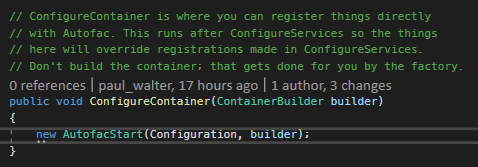 // ConfigureContainer is where you can register things directly
// with Autofac. This runs after ConfigureServices so the things
// here will override registrations made in ConfigureServices.
// Don't build the container; that gets done for you by the factory.
0 references | paul_walter, 17 hours ago | 1 author, 3 changes
public void ConfigureContainer(ContainerBuilder builder)
{
new AutofacStart(Configuration, builder);
}